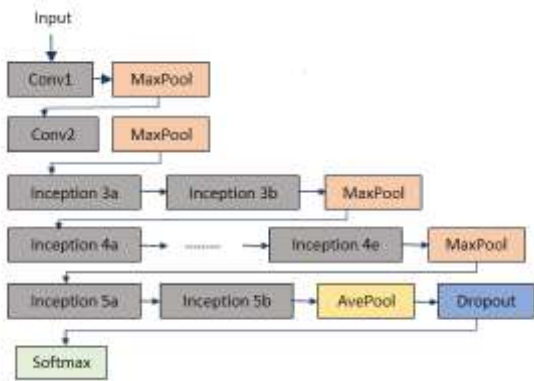 Input
Conv1 MaxPool
Conv2 MaxPool
Inception 3a Inception 3b MaxPool
Inception 4a ........ Inception 4e MaxPool
Inception 5a Inception 5b AvePool Dropout
Softmax